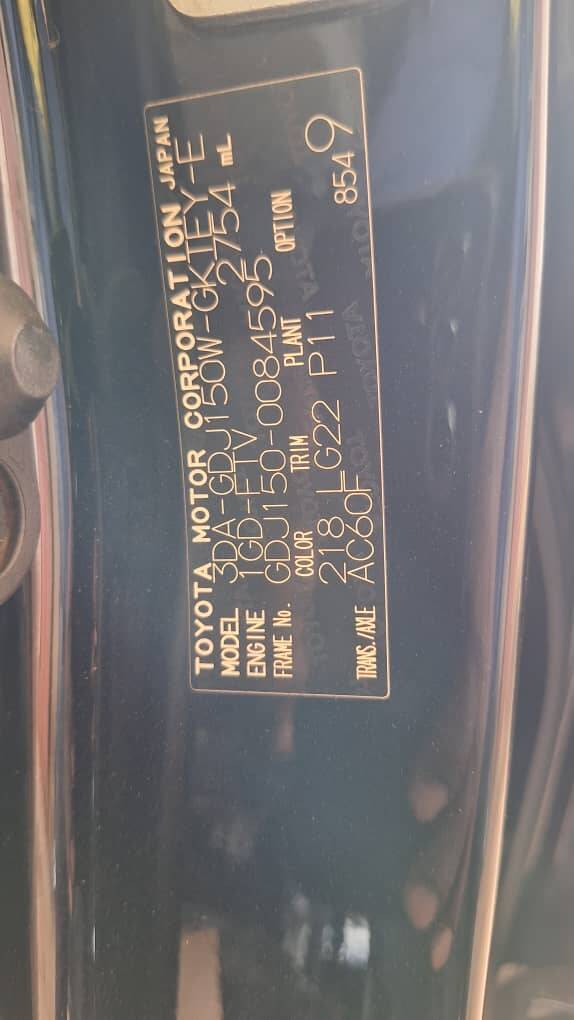 TOYOTA MOTOR CORPORATION JAPAN
MODEL 3DA-GDJ150W-GKTEY-E
ENGINE 1GD-FTV 2754 mL
FRAME No. GDJ150-0084595
COLOR TRIM PLANT OPTION
218 LG22 P11
TRANS./AXLE AC60F 8549